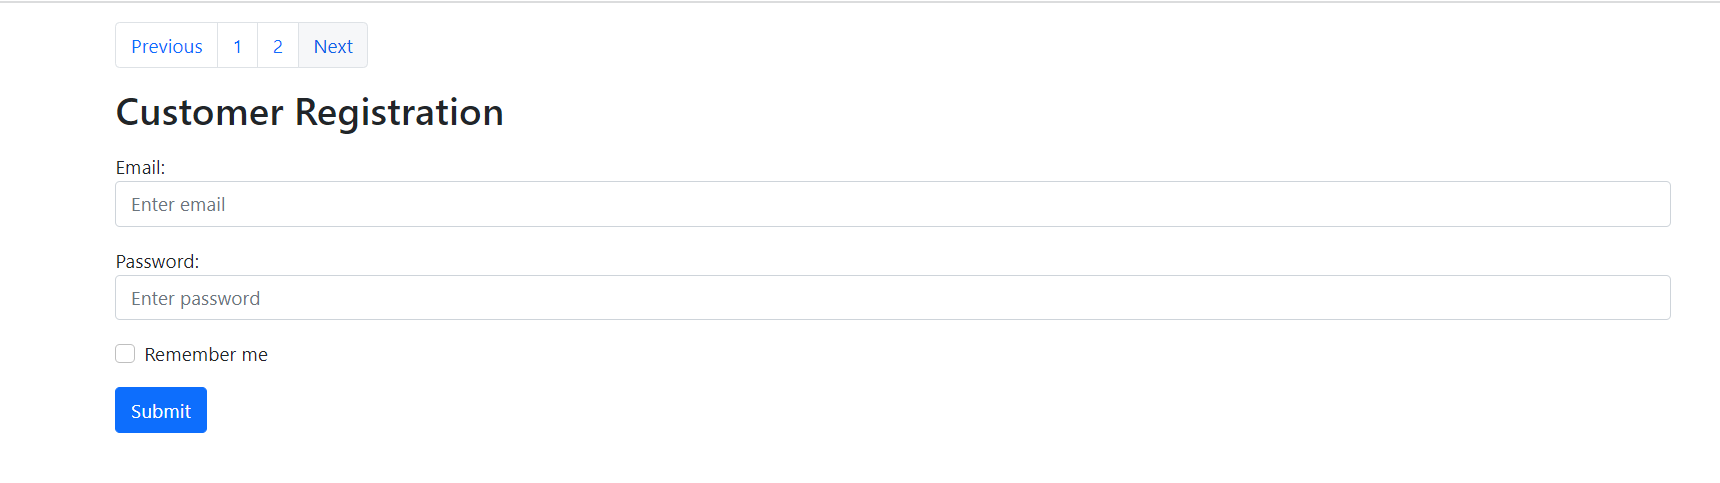 Previous 1 2 Next
Customer Registration
Email:
Enter email
Password:
Enter password
Remember me
Submit